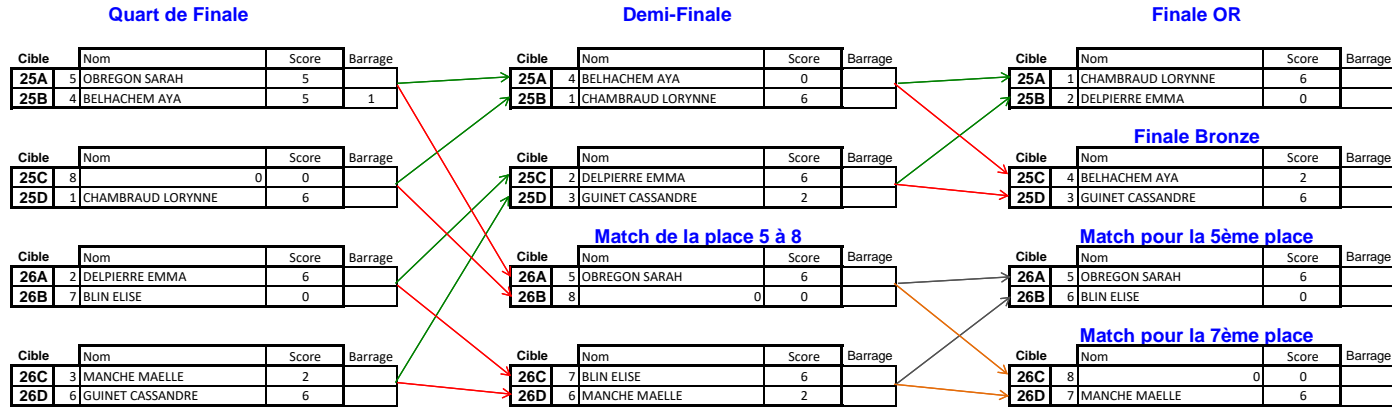 Quart de Finale
Cible Nom Score Barrage
25A 5 OBREGON SARAH 5
25B 4 BELHACHEM AYA 5 1
Cible Nom Score Barrage
25C 8 0 0
25D 1 CHAMBRAUD LORYNNE 6
Cible Nom Score Barrage
26A 2 DELPIERRE EMMA 6
26B 7 BLIN ELISE 0
Cible Nom Score Barrage
26C 3 MANCHE MAELLE 2
26D 6 GUINET CASSANDRE 6
Demi-Finale
Cible Nom Score Barrage
25A 4 BELHACHEM AYA 0
25B 1 CHAMBRAUD LORYNNE 6
Cible Nom Score Barrage
25C 2 DELPIERRE EMMA 6
25D 3 GUINET CASSANDRE 2
Match de la place 5 à 8
Cible Nom Score Barrage
26A 5 OBREGON SARAH 6
26B 8 0 0
Cible Nom Score Barrage
26C 7 BLIN ELISE 6
26D 6 MANCHE MAELLE 2
Finale OR
Cible Nom Score Barrage
25A 1 CHAMBRAUD LORYNNE 6
25B 2 DELPIERRE EMMA 0
Finale Bronze
Cible Nom Score Barrage
25C 4 BELHACHEM AYA 2
25D 3 GUINET CASSANDRE 6
Match pour la 5ème place
Cible Nom Score Barrage
26A 5 OBREGON SARAH 6
26B 6 BLIN ELISE 0
Match pour la 7ème place
Cible Nom Score Barrage
26C 8 0 0
26D 7 MANCHE MAELLE 6